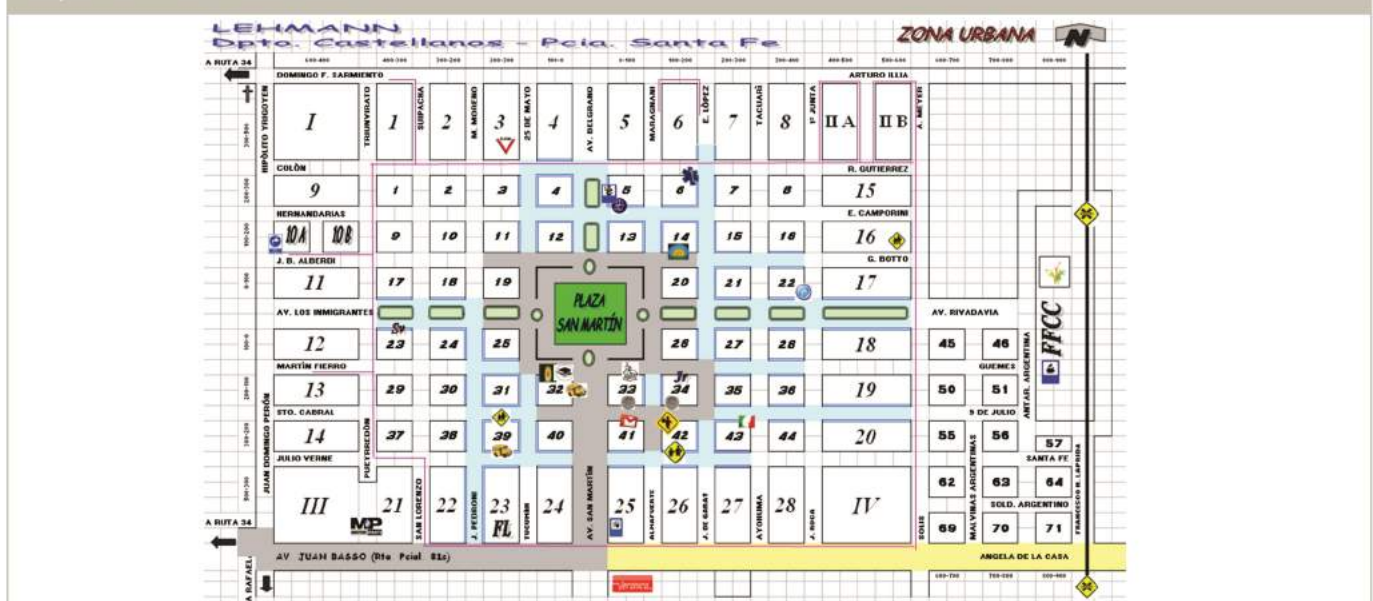 LEHMANN
Dpto. Castellanos - Pcia. Santa Fe
ZONA URBANA
N
A RUTA 34
DOMINGO F. SARMIENTO
ARTURO ILLIA
HIPÓLITO YRIGOYEN
TRIUNVIRATO
SUIPACHA
M. MORENO
25 DE MAYO
AV. BELGRANO
MARAGNANI
E. LÓPEZ
TACUARÍ
1ª JUNTA
A. MEYER
I 1 2 3 4 5 6 7 8 II A II B
COLÓN
R. GUTIERREZ
9 1 2 3 4 5 6 7 8 15
HERNANDARIAS
E. CAMPORINI
10A 10B 9 10 11 12 13 14 15 16 16
J. B. ALBERDI
G. BOTTO
11 17 18 19 20 21 22 17
PLAZA
SAN MARTÍN
AV. LOS INMIGRANTES
AV. RIVADAVIA
Sv
12 23 24 25 26 27 28 18 45 46
MARTÍN FIERRO
GUEMES
ANTAR. ARGENTINA
FFCC
Jr
13 29 30 31 32 33 34 35 36 19 50 51
STO. CABRAL
9 DE JULIO
JUAN DOMINGO PERÓN
PUEYRREDÓN
14 37 38 39 40 41 42 43 44 20 55 56 57
JULIO VERNE
SANTA FE
62 63 64
MALVINAS ARGENTINAS
FRANCISCO N. LAPRIDA
III 21 22 23 24 25 26 27 28 IV
MP
FL
SAN LORENZO
J. PEDRONI
TUCUMÁN
AV. SAN MARTÍN
ALMAFUERTE
J. DE GARAY
AYOHUMA
J. ROCA
SOLIS
SOLD. ARGENTINO
69 70 71
A RUTA 34
AV JUAN BASSO (Rta Pcial 81s)
ANGELA DE LA CASA
A RAFAELA